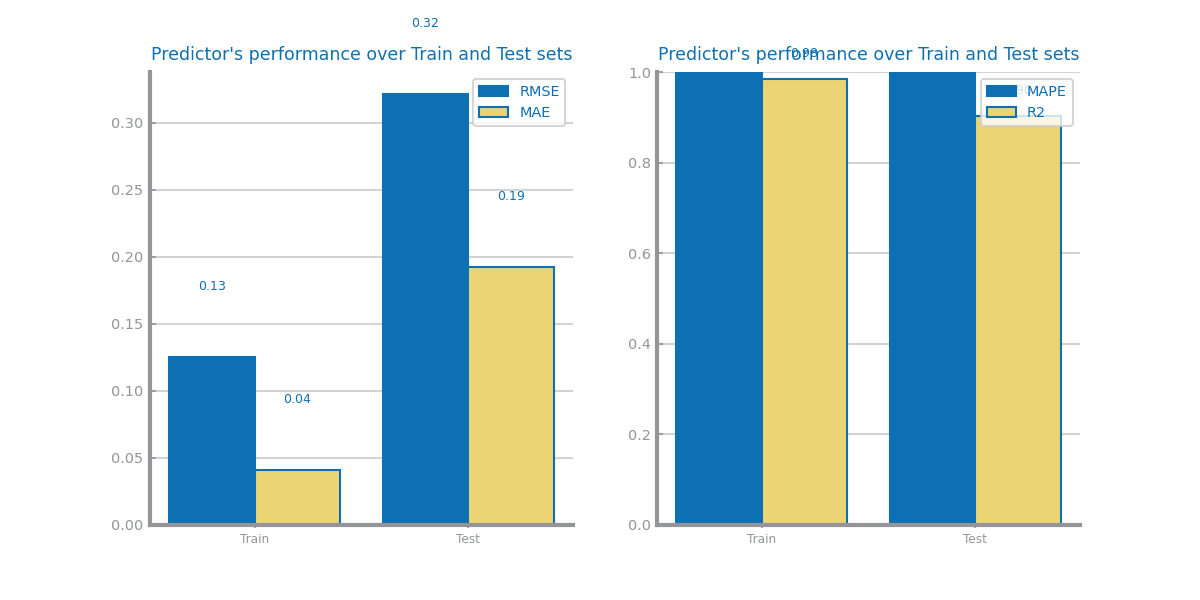 0.32
Predictor's performance over Train and Test sets
RMSE
MAE
0.30
0.25
0.20
0.15
0.10
0.05
0.00
0.19
0.13
0.04
Train
Test
Predictor's performance over Train and Test sets
0.98
1.0
0.8
0.6
0.4
0.2
0.0
MAPE
R2
Train
Test